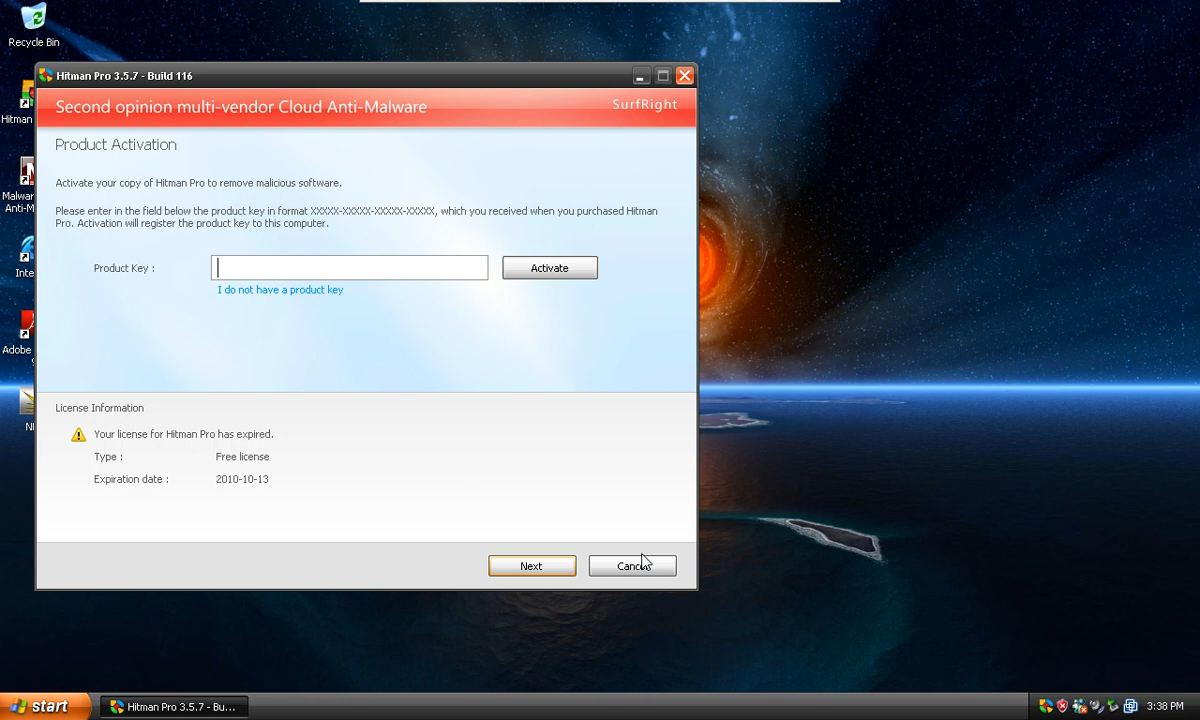 Recycle Bin
Hitman Pro 3.5.7 - Build 116
Second opinion multi-vendor Cloud Anti-Malware
SurfRight
Product Activation
Hitman
Activate your copy of Hitman Pro to remove malicious software.
Malwar
Anti-M
Please enter in the field below the product key in format XXXXX-XXXXX-XXXXX-XXXXX, which you received when you purchased Hitman
Pro. Activation will register the product key to this computer.
Product Key :
Activate
Inte
I do not have a product key
Adobe
License Information
Your license for Hitman Pro has expired.
Type :
Free license
Expiration date :
2010-10-13
Next
start
Hitman Pro 3.5.7 - Bu...
3:38 PM